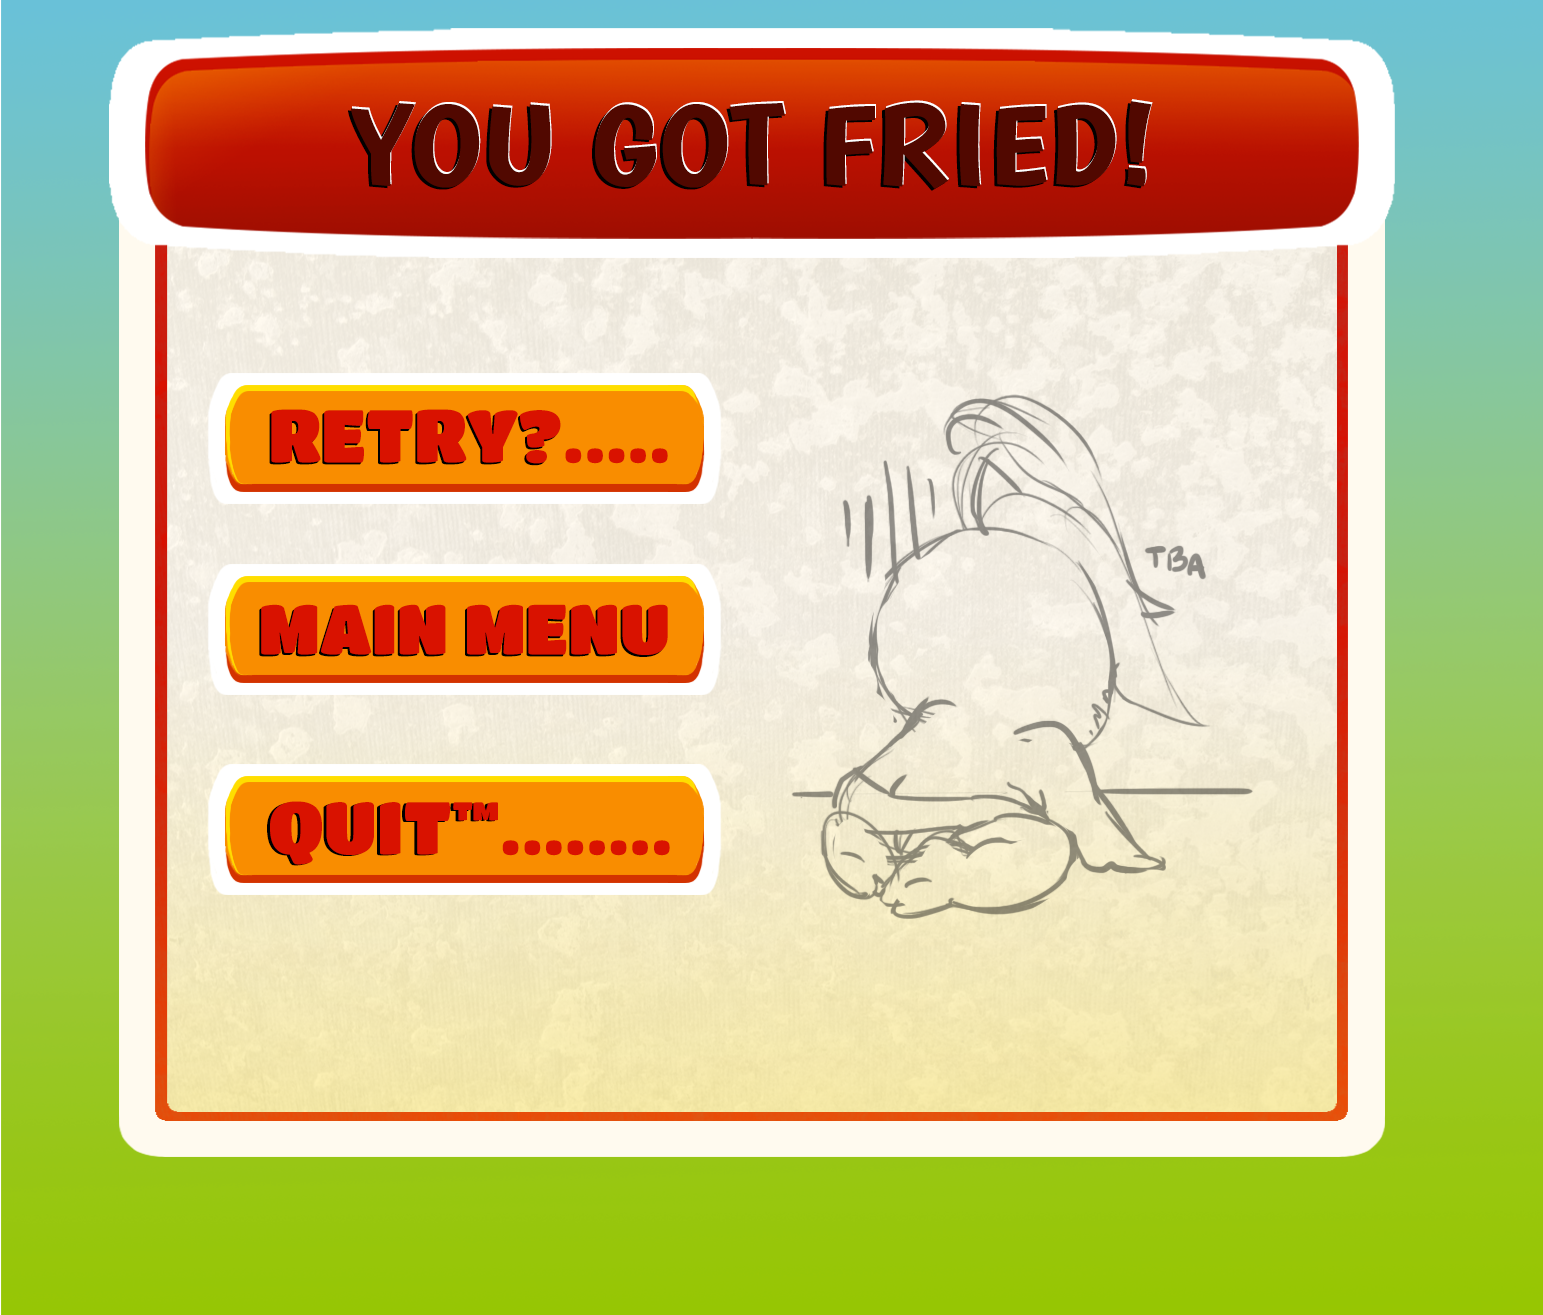 YOU GOT FRIED!
RETRY?.....
TBA
MAIN MENU
QUIT™........